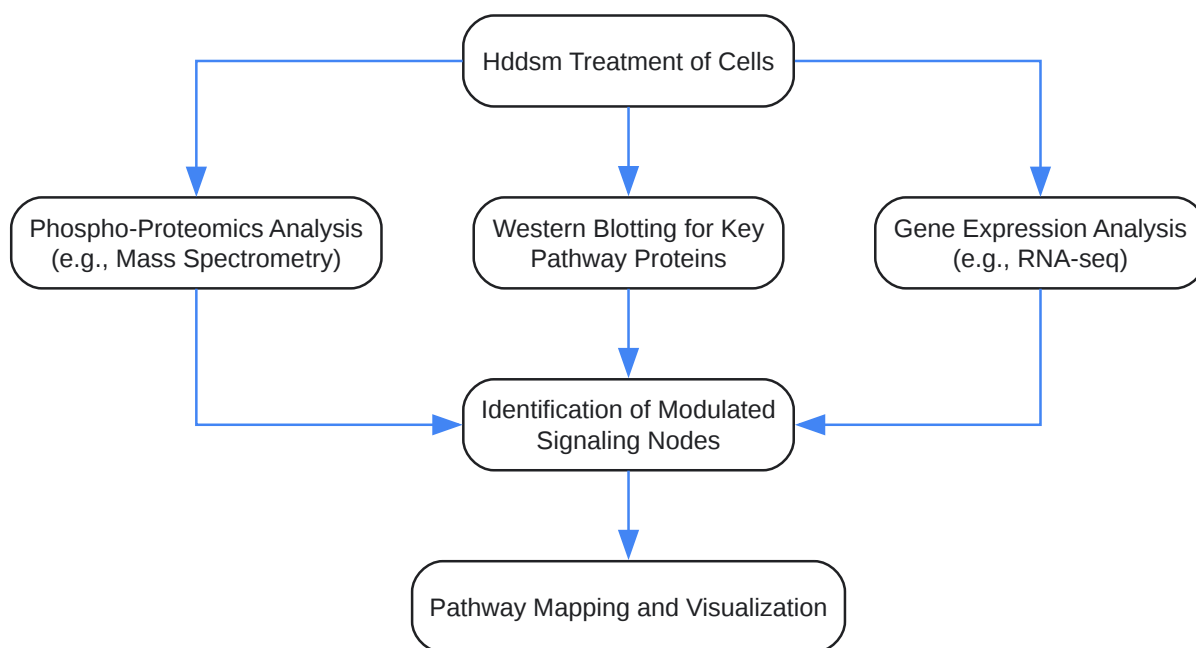 Hddsm Treatment of Cells
Phospho-Proteomics Analysis
(e.g., Mass Spectrometry)
Western Blotting for Key
Pathway Proteins
Gene Expression Analysis
(e.g., RNA-seq)
Identification of Modulated
Signaling Nodes
Pathway Mapping and Visualization